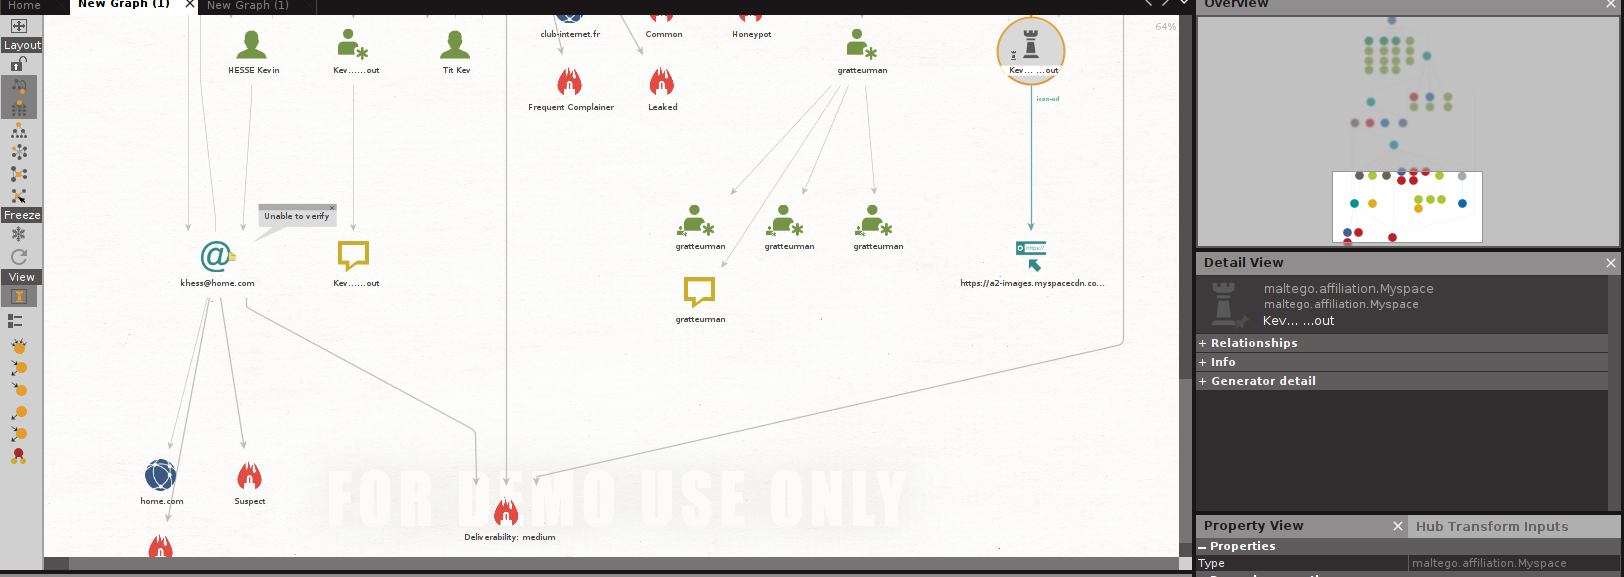 Home
New Graph (1)
New Graph (1)
Overview
Layout
Freeze
View
64%
club-internet.fr
Common
Honeypot
HESSE Kevin
Kev......out
Tit Kev
gratteurman
Kev... ...out
Frequent Complainer
Leaked
icon-url
Unable to verify
gratteurman
gratteurman
gratteurman
https://
khess@home.com
Kev......out
https://a2-images.myspacecdn.co...
gratteurman
home.com
Suspect
FOR DEMO USE ONLY
Deliverability: medium
Detail View
maltego.affiliation.Myspace
maltego.affiliation.Myspace
Kev... ...out
+ Relationships
+ Info
+ Generator detail
Property View
Hub Transform Inputs
– Properties
Type
maltego.affiliation.Myspace